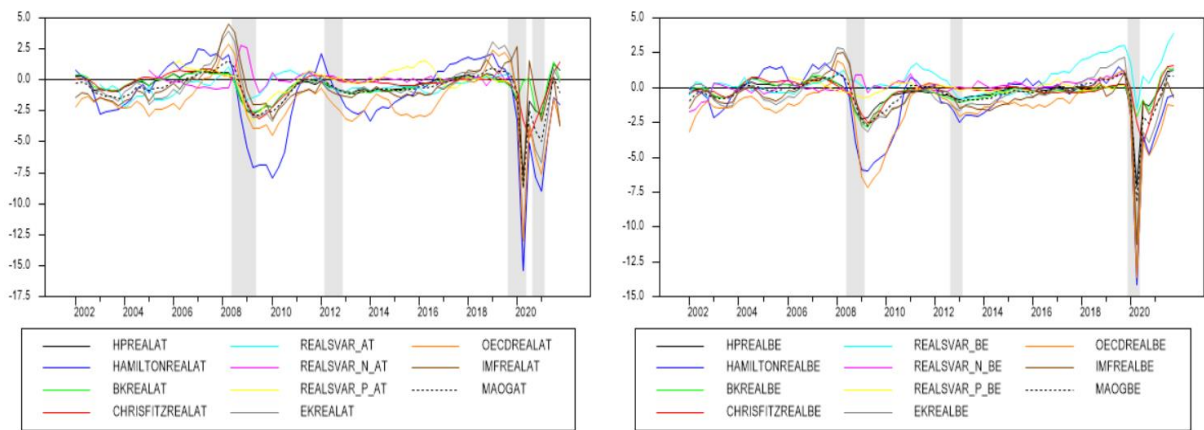 5.0
2.5
0.0
-2.5
-5.0
-7.5
-10.0
-12.5
-15.0
-17.5
2002 2004 2006 2008 2010 2012 2014 2016 2018 2020
HPREALAT REALSVAR_AT OECDREALAT
HAMILTONREALAT REALSVAR_N_AT IMFREALAT
BKREALAT REALSVAR_P_AT MAOGAT
CHRISFITZREALAT EKREALAT
5.0
2.5
0.0
-2.5
-5.0
-7.5
-10.0
-12.5
-15.0
2002 2004 2006 2008 2010 2012 2014 2016 2018 2020
HPREALBE REALSVAR_BE OECDREALBE
HAMILTONREALBE REALSVAR_N_BE IMFREALBE
BKREALBE REALSVAR_P_BE MAOGBE
CHRISFITZREALBE EKREALBE